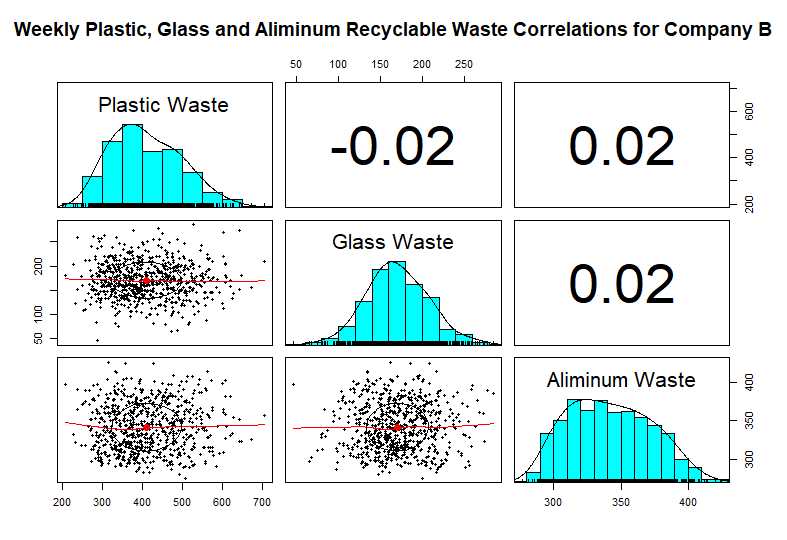 Weekly Plastic, Glass and Aliminum Recyclable Waste Correlations for Company B
50 100 150 200 250
Plastic Waste
-0.02
0.02
200 400 600
Glass Waste
0.02
50 100 200
Aliminum Waste
300 350 400
200 300 400 500 600 700
300 350 400